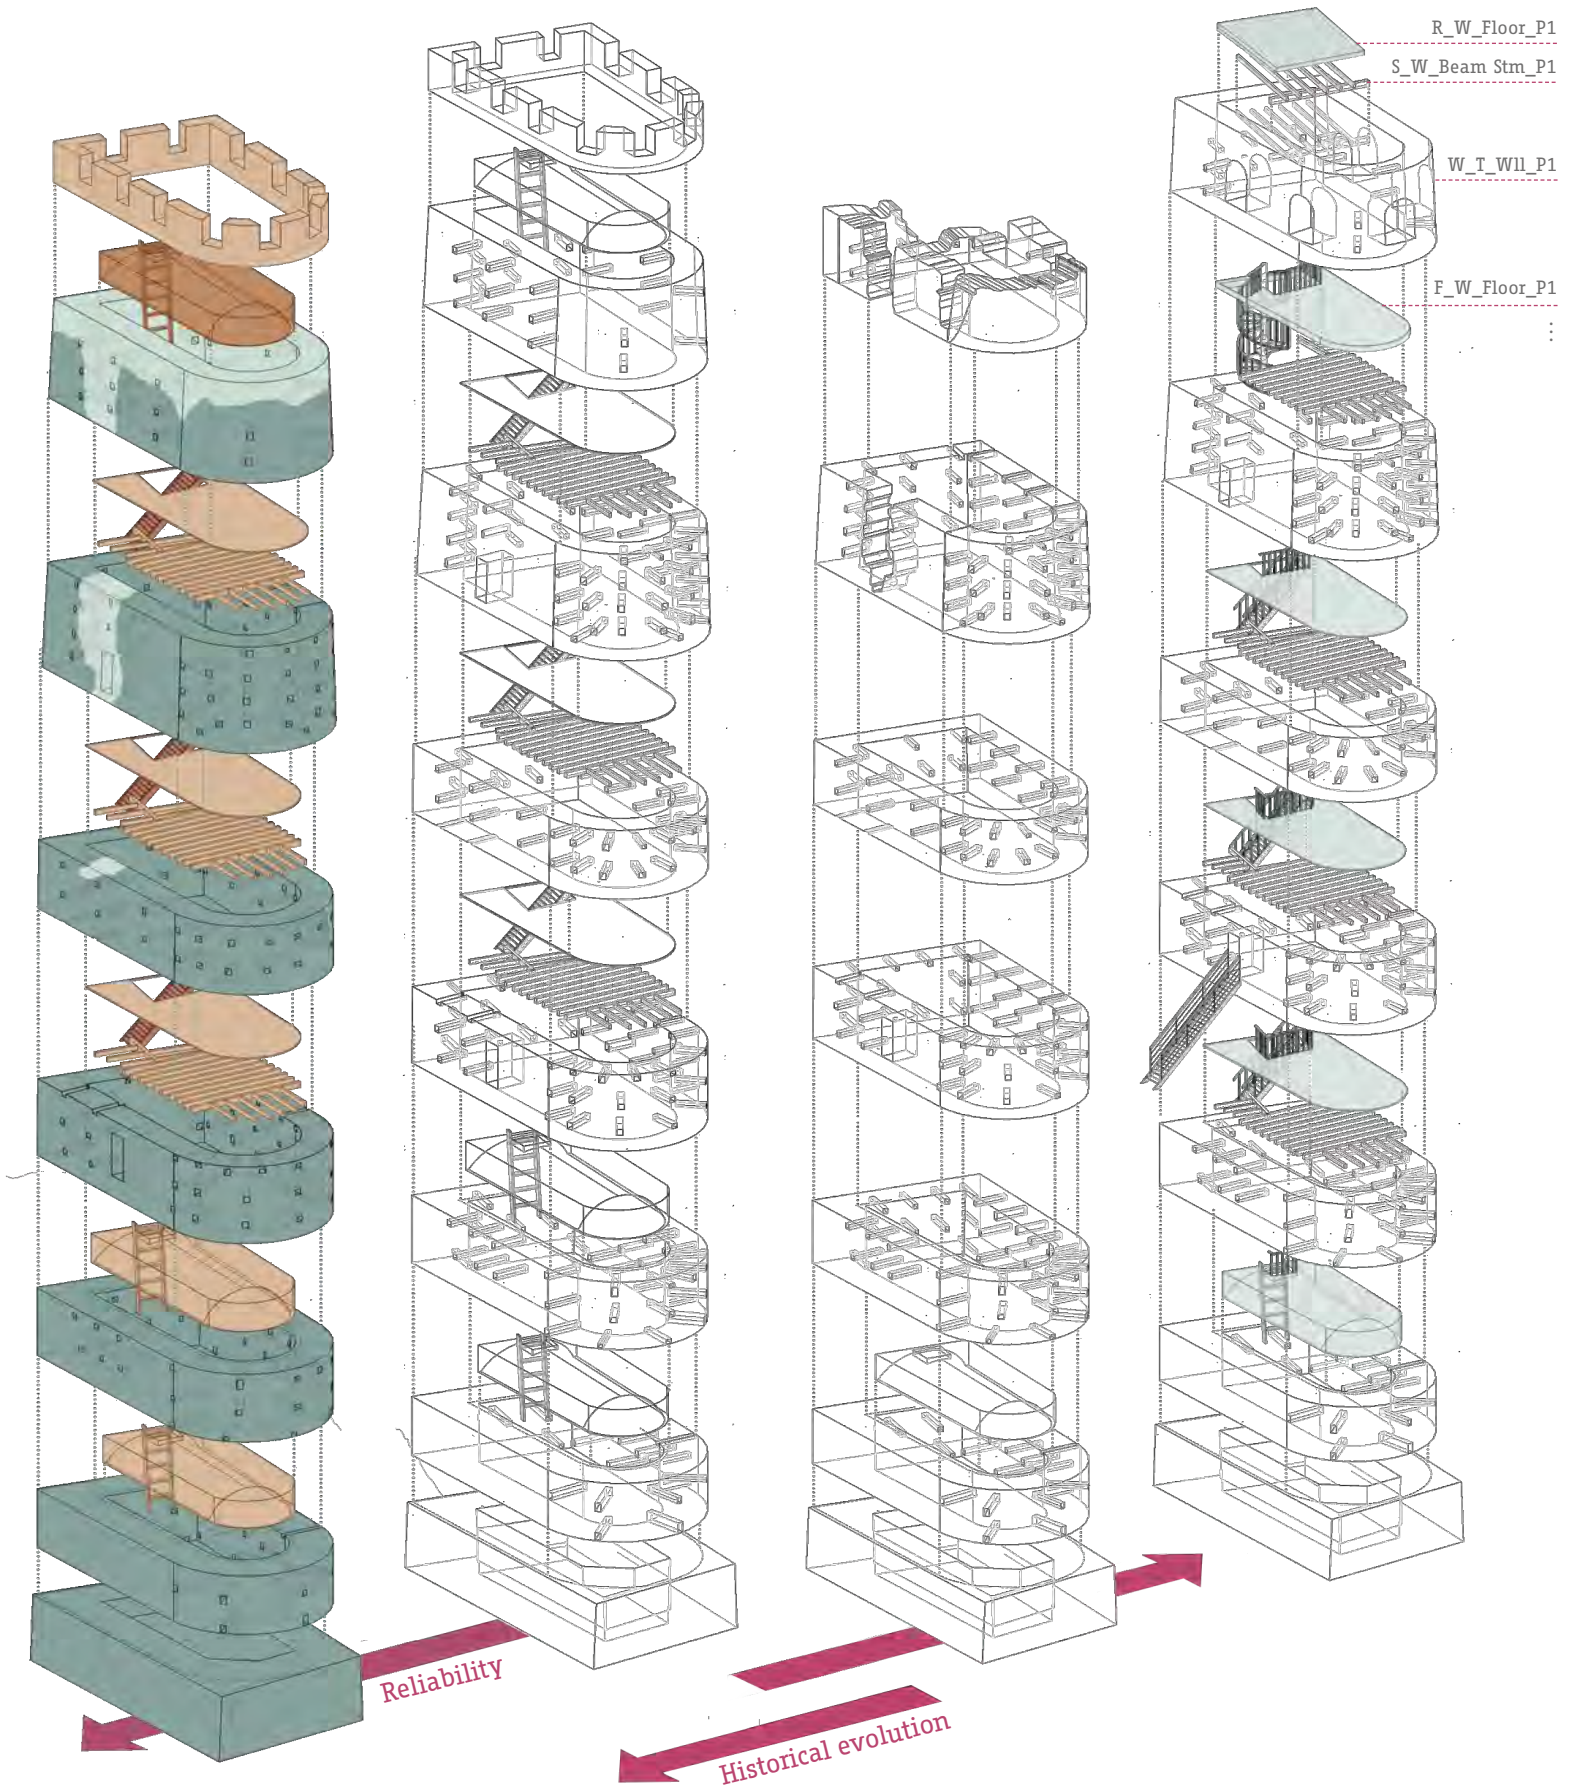 R_W_Floor_P1
S_W_Beam Stm_P1
W_T_Wll_P1
F_W_Floor_P1
Reliability
Historical evolution